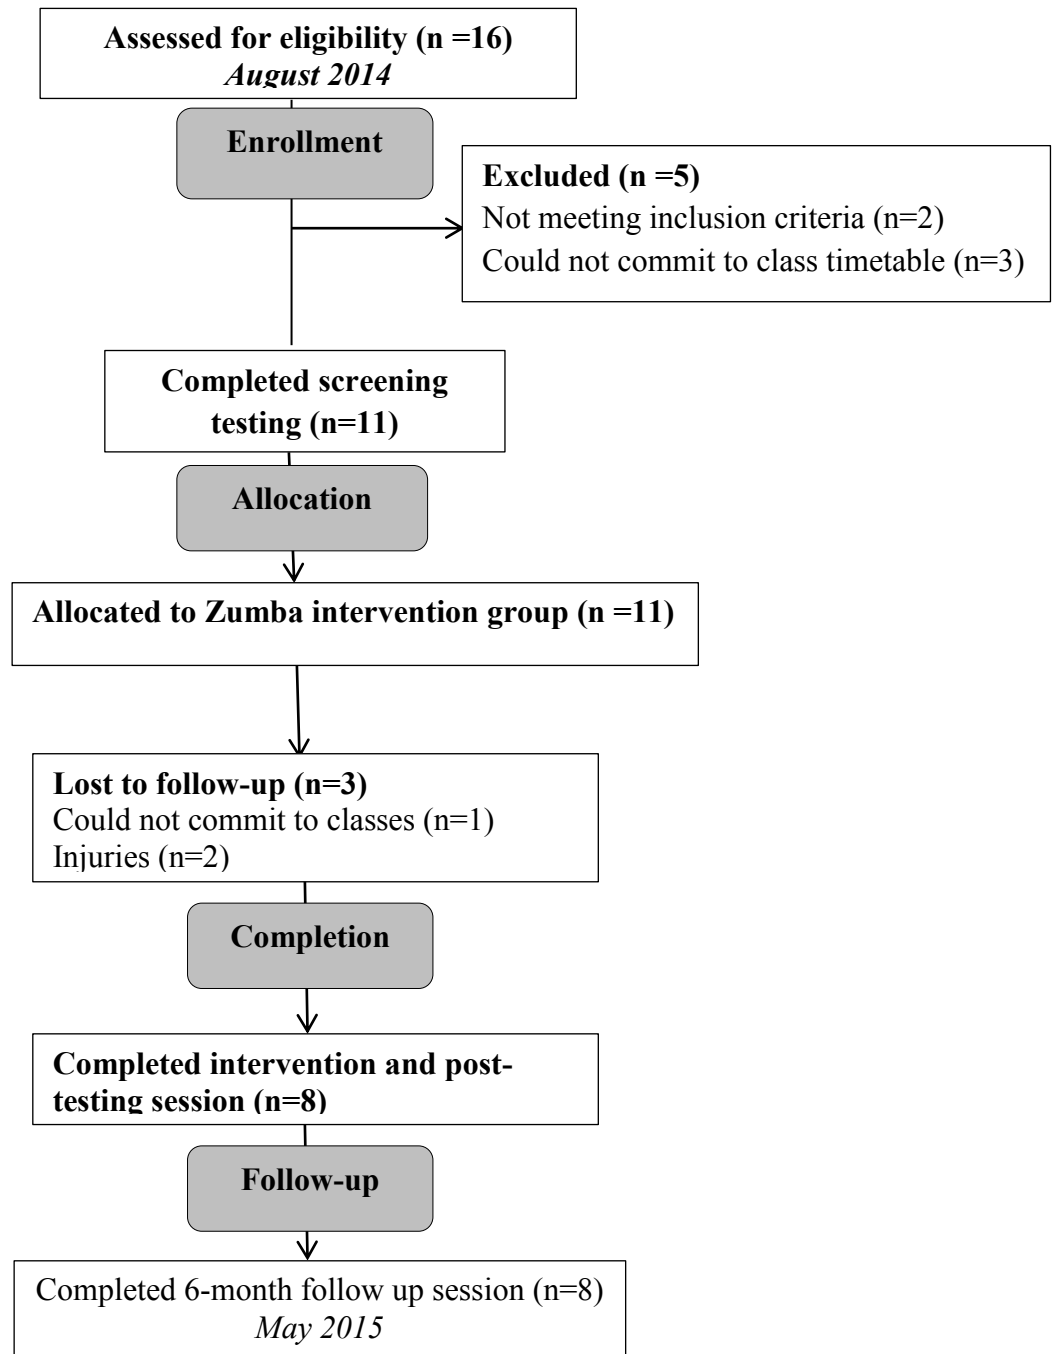 Assessed for eligibility (n =16)
August 2014
Enrollment
Excluded (n =5)
Not meeting inclusion criteria (n=2)
Could not commit to class timetable (n=3)
Completed screening
testing (n=11)
Allocation
Allocated to Zumba intervention group (n =11)
Lost to follow-up (n=3)
Could not commit to classes (n=1)
Injuries (n=2)
Completion
Completed intervention and post-
testing session (n=8)
Follow-up
Completed 6-month follow up session (n=8)
May 2015